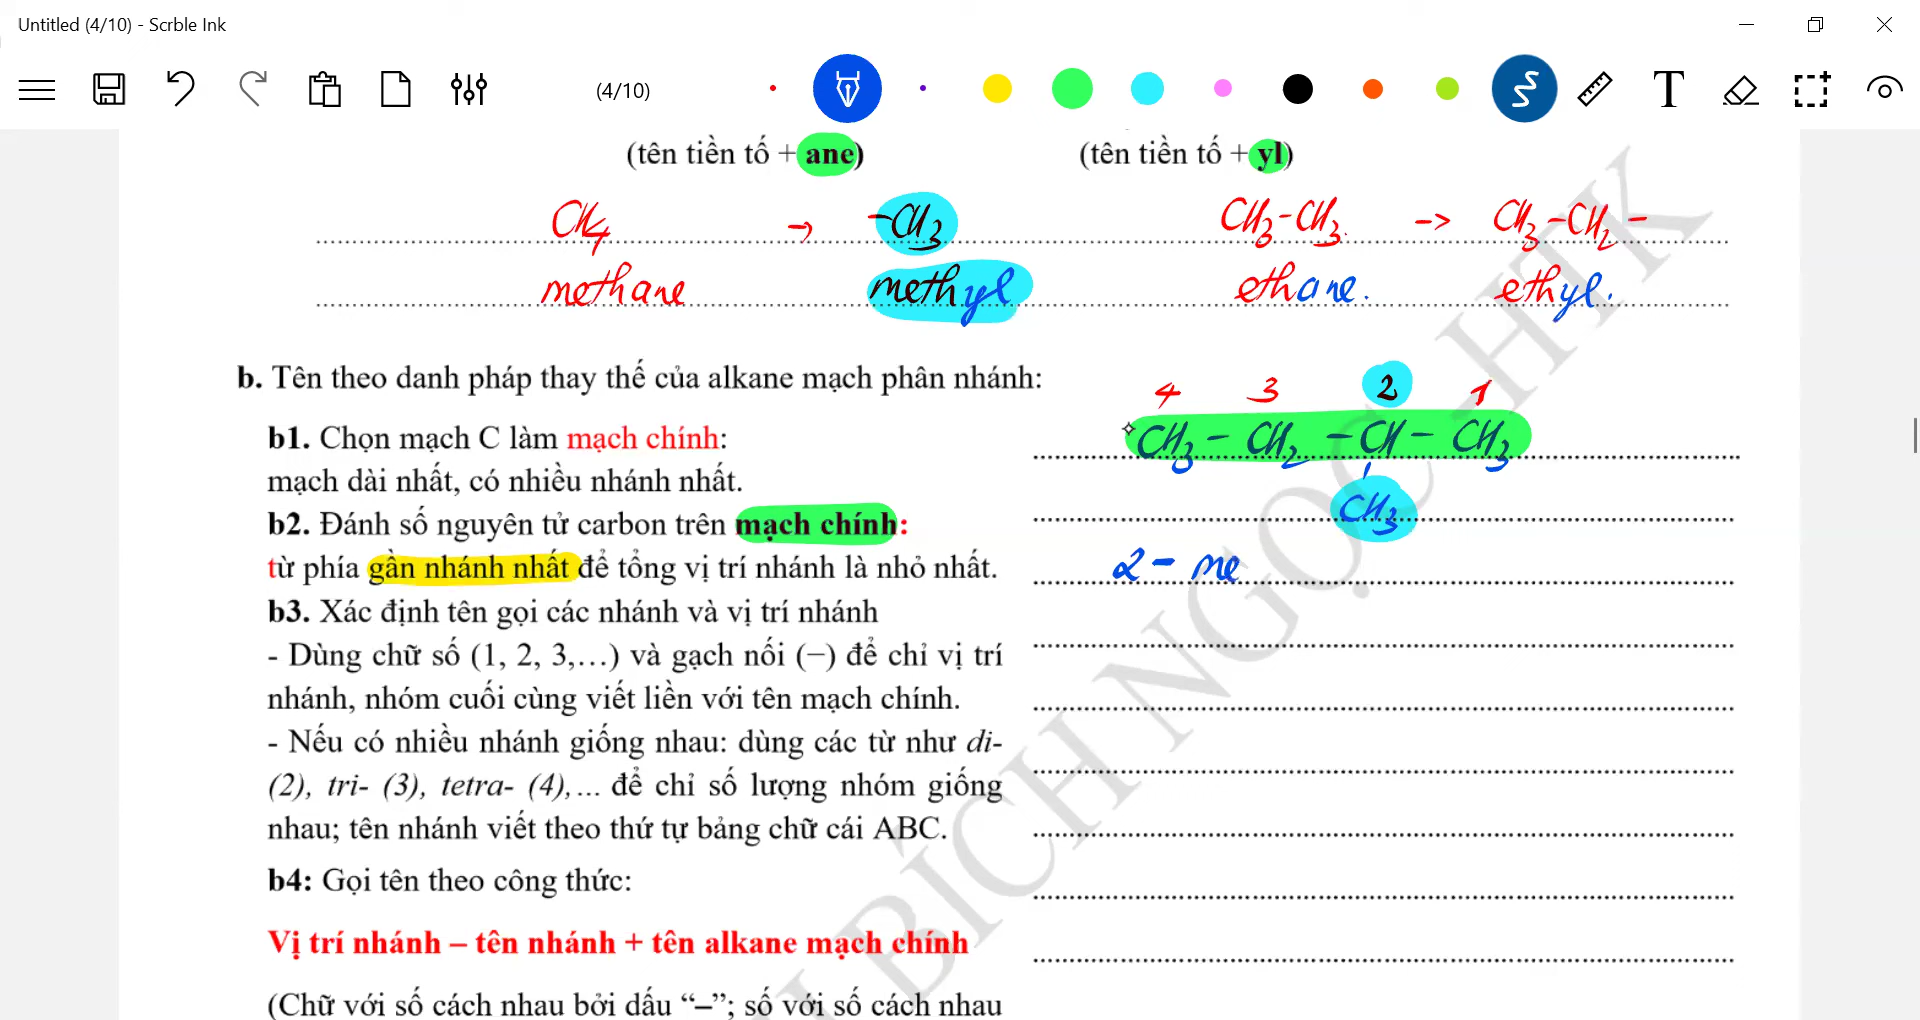 Untitled (4/10) - Scrble Ink
(4/10)
T
(tên tiền tố + ane) (tên tiền tố + yl)
CH4 → -CH3 CH3-CH3. -> CH3-CH2-
methane methyl ethane. ethyl.
b. Tên theo danh pháp thay thế của alkane mạch phân nhánh:
4 3 2 1
b1. Chọn mạch C làm mạch chính: CH3 - CH2 - CH - CH3
mạch dài nhất, có nhiều nhánh nhất.
CH3
b2. Đánh số nguyên tử carbon trên mạch chính:
từ phía gần nhánh nhất để tổng vị trí nhánh là nhỏ nhất. 2 - me
b3. Xác định tên gọi các nhánh và vị trí nhánh
- Dùng chữ số (1, 2, 3,…) và gạch nối (−) để chỉ vị trí
nhánh, nhóm cuối cùng viết liền với tên mạch chính.
- Nếu có nhiều nhánh giống nhau: dùng các từ như di-
(2), tri- (3), tetra- (4),... để chỉ số lượng nhóm giống
nhau; tên nhánh viết theo thứ tự bảng chữ cái ABC.
b4: Gọi tên theo công thức:
Vị trí nhánh – tên nhánh + tên alkane mạch chính
(Chữ với số cách nhau bởi dấu “–”; số với số cách nhau
BÍCH NGỌC -HTK